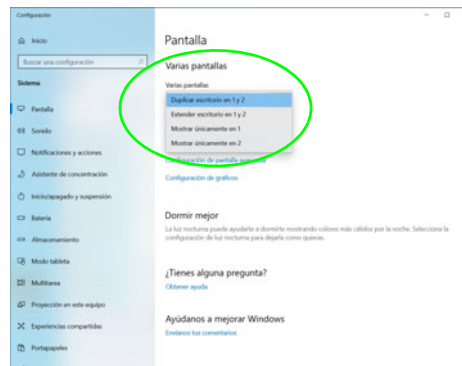 Configuración
Inicio
Buscar una configuración
Sistema
Pantalla
Sonido
Notificaciones y acciones
Asistente de concentración
Inicio/apagado y suspensión
Batería
Almacenamiento
Modo tableta
Multitarea
Proyección en este equipo
Experiencias compartidas
Portapapeles
Pantalla
Varias pantallas
Varias pantallas
Duplicar escritorio en 1 y 2
Extender escritorio en 1 y 2
Mostrar únicamente en 1
Mostrar únicamente en 2
Configuración de pantalla avanzada
Configuración de gráficos
Dormir mejor
La luz nocturna puede ayudarte a dormirte mostrando colores más cálidos por la noche. Selecciona la
configuración de luz nocturna para dejarla como quieras.
¿Tienes alguna pregunta?
Obtener ayuda
Ayúdanos a mejorar Windows
Envíanos tus comentarios